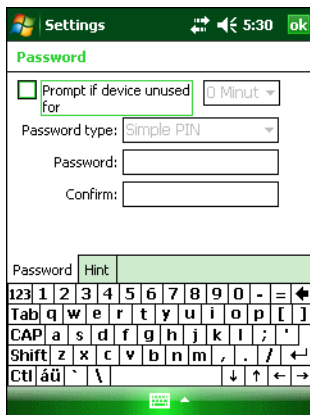 Settings 5:30 ok
Password
Prompt if device unused for 0 Minut
Password type: Simple PIN
Password:
Confirm:
Password Hint
123 1 2 3 4 5 6 7 8 9 0 - =
Tab q w e r t y u i o p [ ]
CAP a s d f g h j k l ; '
Shift z x c v b n m , . /
Ctl áü ` \